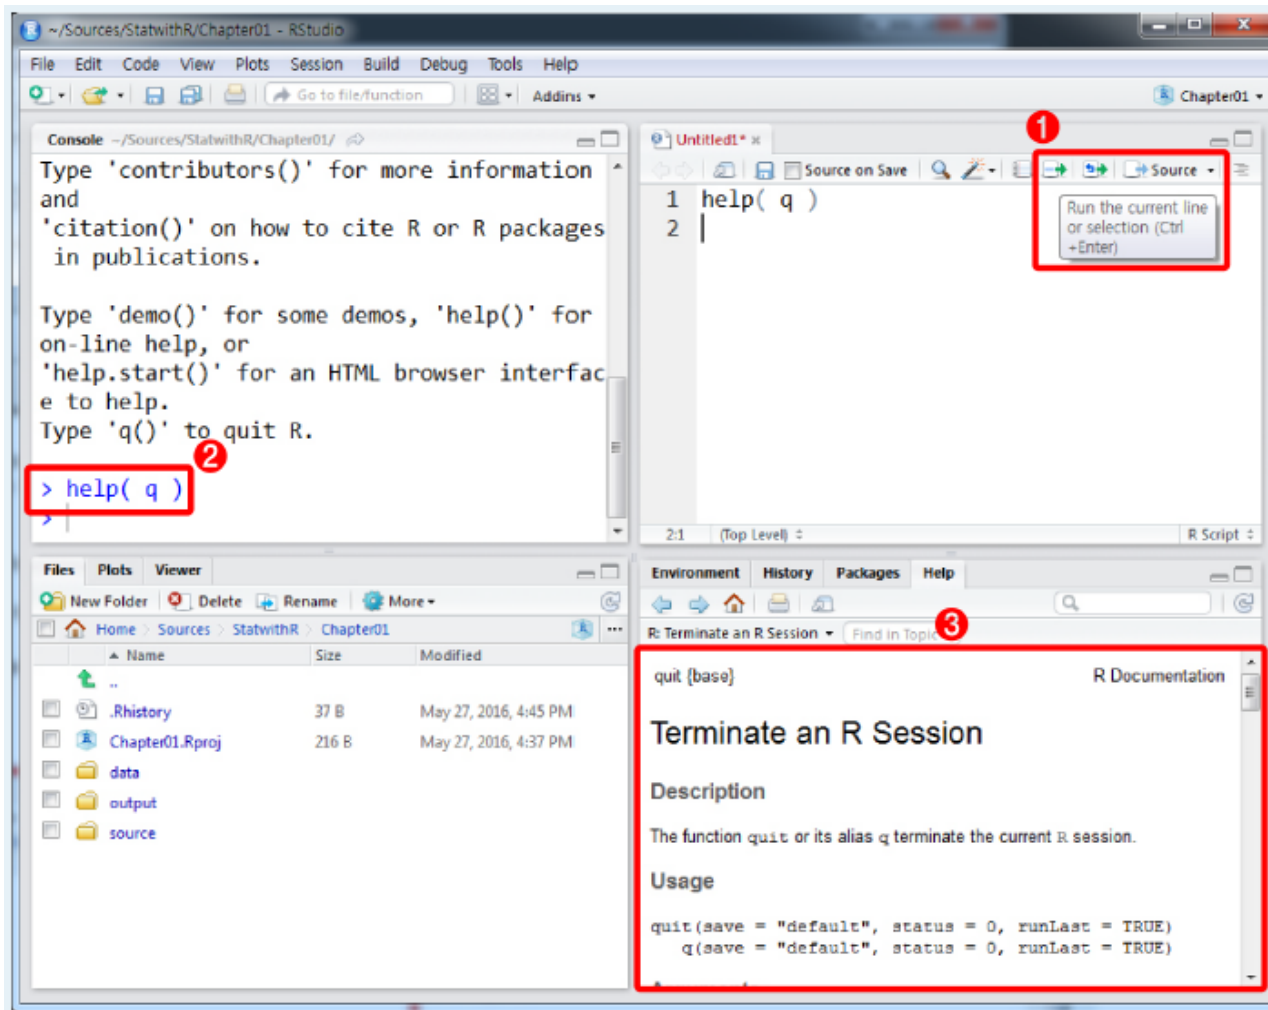 ~/Sources/StatwithR/Chapter01 - RStudio
File Edit Code View Plots Session Build Debug Tools Help
Go to file/function Addins Chapter01
Console ~/Sources/StatwithR/Chapter01/
Type 'contributors()' for more information
and
'citation()' on how to cite R or R packages
in publications.
Type 'demo()' for some demos, 'help()' for
on-line help, or
'help.start()' for an HTML browser interfac
e to help.
Type 'q()' to quit R.
2
> help( q )
>
1
Untitled1* ×
Source on Save Source
1 help( q )
2
Run the current line
or selection (Ctrl
+Enter)
2:1 (Top Level) R Script
Files Plots Viewer
New Folder Delete Rename More
Home Sources StatwithR Chapter01 ...
Name Size Modified
..
.Rhistory 37 B May 27, 2016, 4:45 PM
Chapter01.Rproj 216 B May 27, 2016, 4:37 PM
data
output
source
Environment History Packages Help
R: Terminate an R Session Find in Topic
3
quit {base} R Documentation
Terminate an R Session
Description
The function quit or its alias q terminate the current R session.
Usage
quit(save = "default", status = 0, runLast = TRUE)
q(save = "default", status = 0, runLast = TRUE)